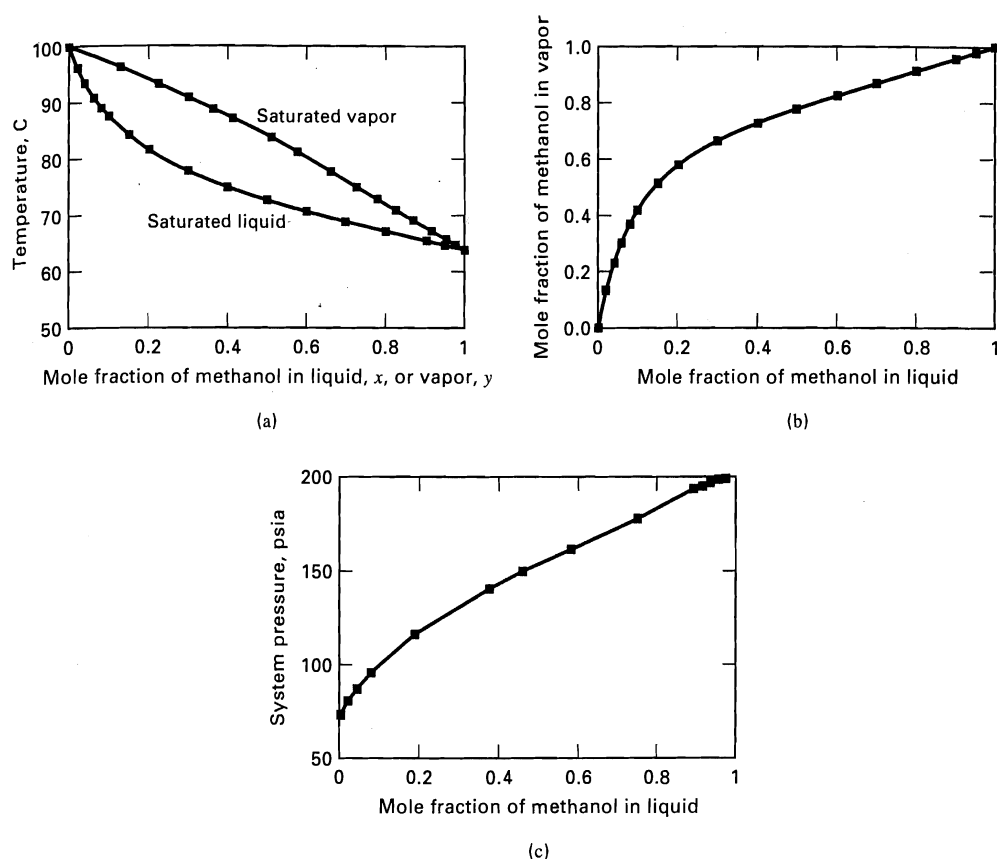 100
90
80
70
60
50
Temperature, C
Saturated vapor
Saturated liquid
0 0.2 0.4 0.6 0.8 1
Mole fraction of methanol in liquid, x, or vapor, y
(a)
1.0
0.8
0.6
0.4
0.2
0.0
Mole fraction of methanol in vapor
0 0.2 0.4 0.6 0.8 1
Mole fraction of methanol in liquid
(b)
200
150
100
50
System pressure, psia
0 0.2 0.4 0.6 0.8 1
Mole fraction of methanol in liquid
(c)